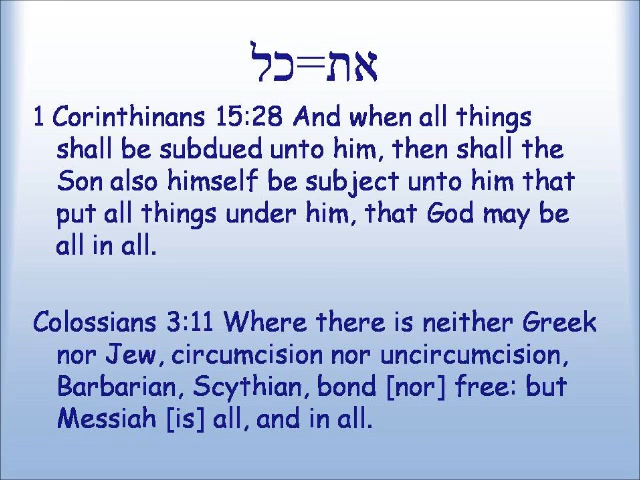 את=כל
1 Corinthinans 15:28 And when all things
shall be subdued unto him, then shall the
Son also himself be subject unto him that
put all things under him, that God may be
all in all.
Colossians 3:11 Where there is neither Greek
nor Jew, circumcision nor uncircumcision,
Barbarian, Scythian, bond [nor] free: but
Messiah [is] all, and in all.